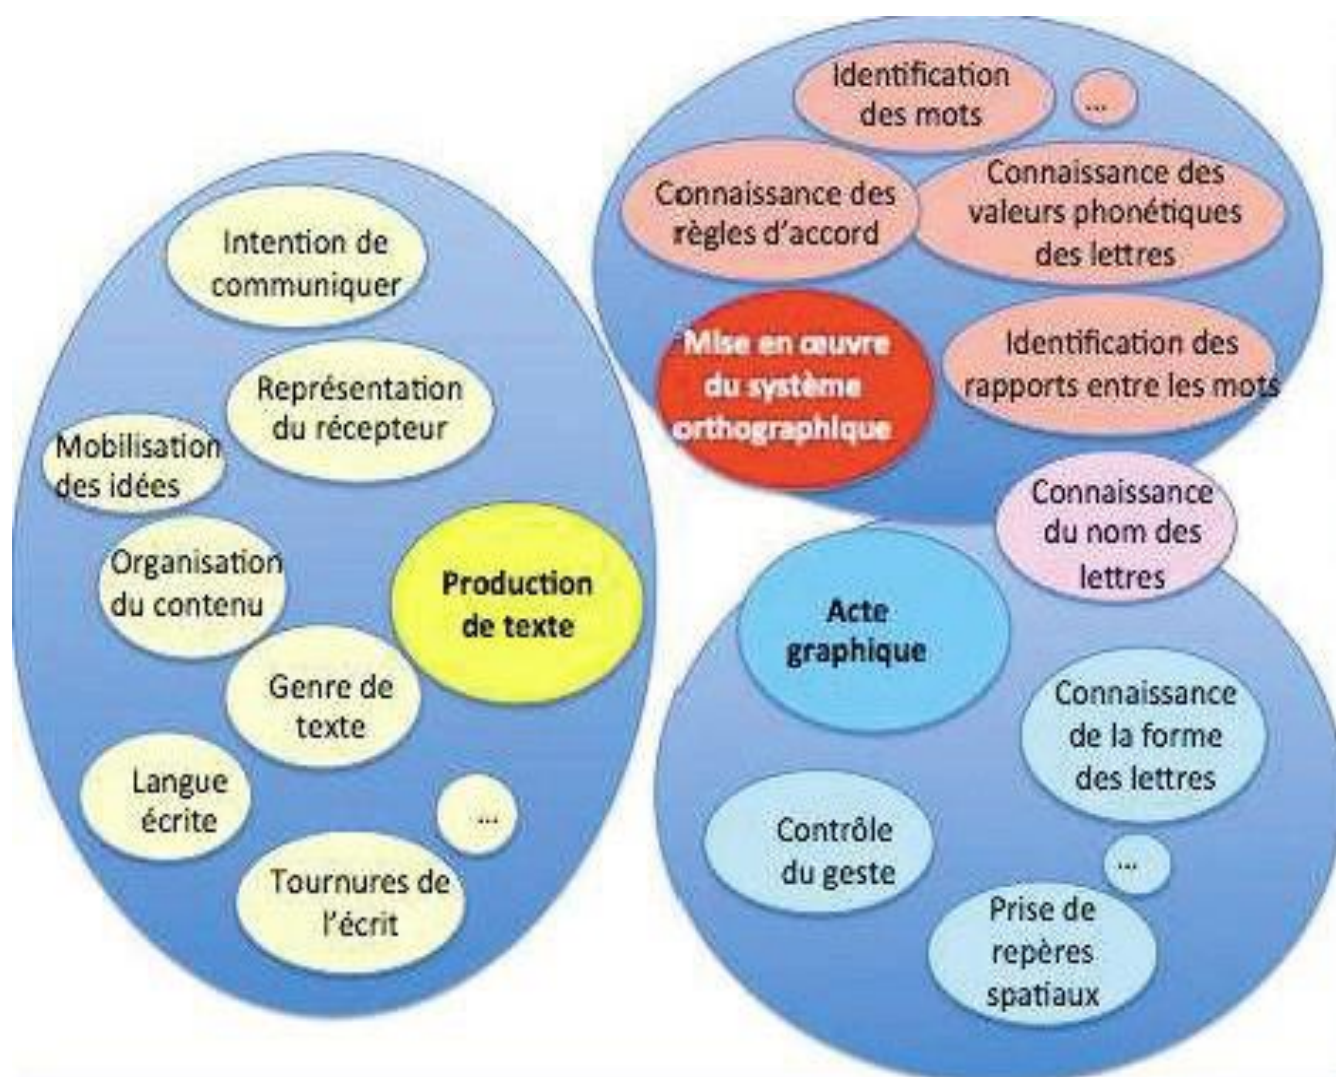 Intention de
communiquer
Représentation
du récepteur
Mobilisation
des idées
Organisation
du contenu
Production
de texte
Genre de
texte
Langue
écrite
...
Tournures de
l'écrit
Identification
des mots
...
Connaissance des
règles d'accord
Connaissance des
valeurs phonétiques
des lettres
Mise en œuvre
du système
orthographique
Identification des
rapports entre les mots
Connaissance
du nom des
lettres
Acte
graphique
Connaissance
de la forme
des lettres
Contrôle
du geste
...
Prise de
repères
spatiaux